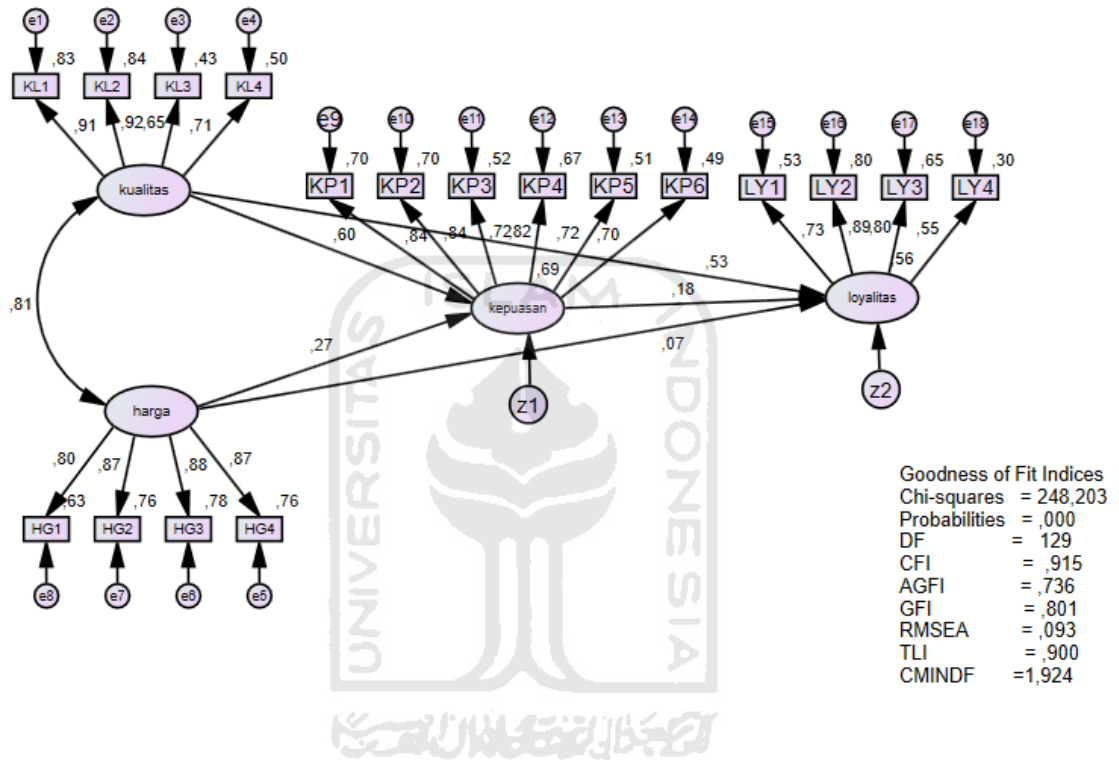 e1 e2 e3 e4
,83 ,84 ,43 ,50
KL1 KL2 KL3 KL4
,91 ,92 ,65 ,71
kualitas
e9 e10 e11 e12 e13 e14
,70 ,70 ,52 ,67 ,51 ,49
KP1 KP2 KP3 KP4 KP5 KP6
,84 ,84 ,72 ,82 ,72 ,70
e15 e16 e17 e18
,53 ,80 ,65 ,30
LY1 LY2 LY3 LY4
,73 ,89 ,80 ,55
,60
,53
,69
,56
kepuasan
,18
loyalitas
,81
,27
,07
z1
z2
harga
,80 ,87 ,88 ,87
,63 ,76 ,78 ,76
HG1 HG2 HG3 HG4
e8 e7 e6 e5
Goodness of Fit Indices
Chi-squares = 248,203
Probabilities = ,000
DF = 129
CFI = ,915
AGFI = ,736
GFI = ,801
RMSEA = ,093
TLI = ,900
CMINDF =1,924
ISLAM
UNIVERSITAS
INDONESIA